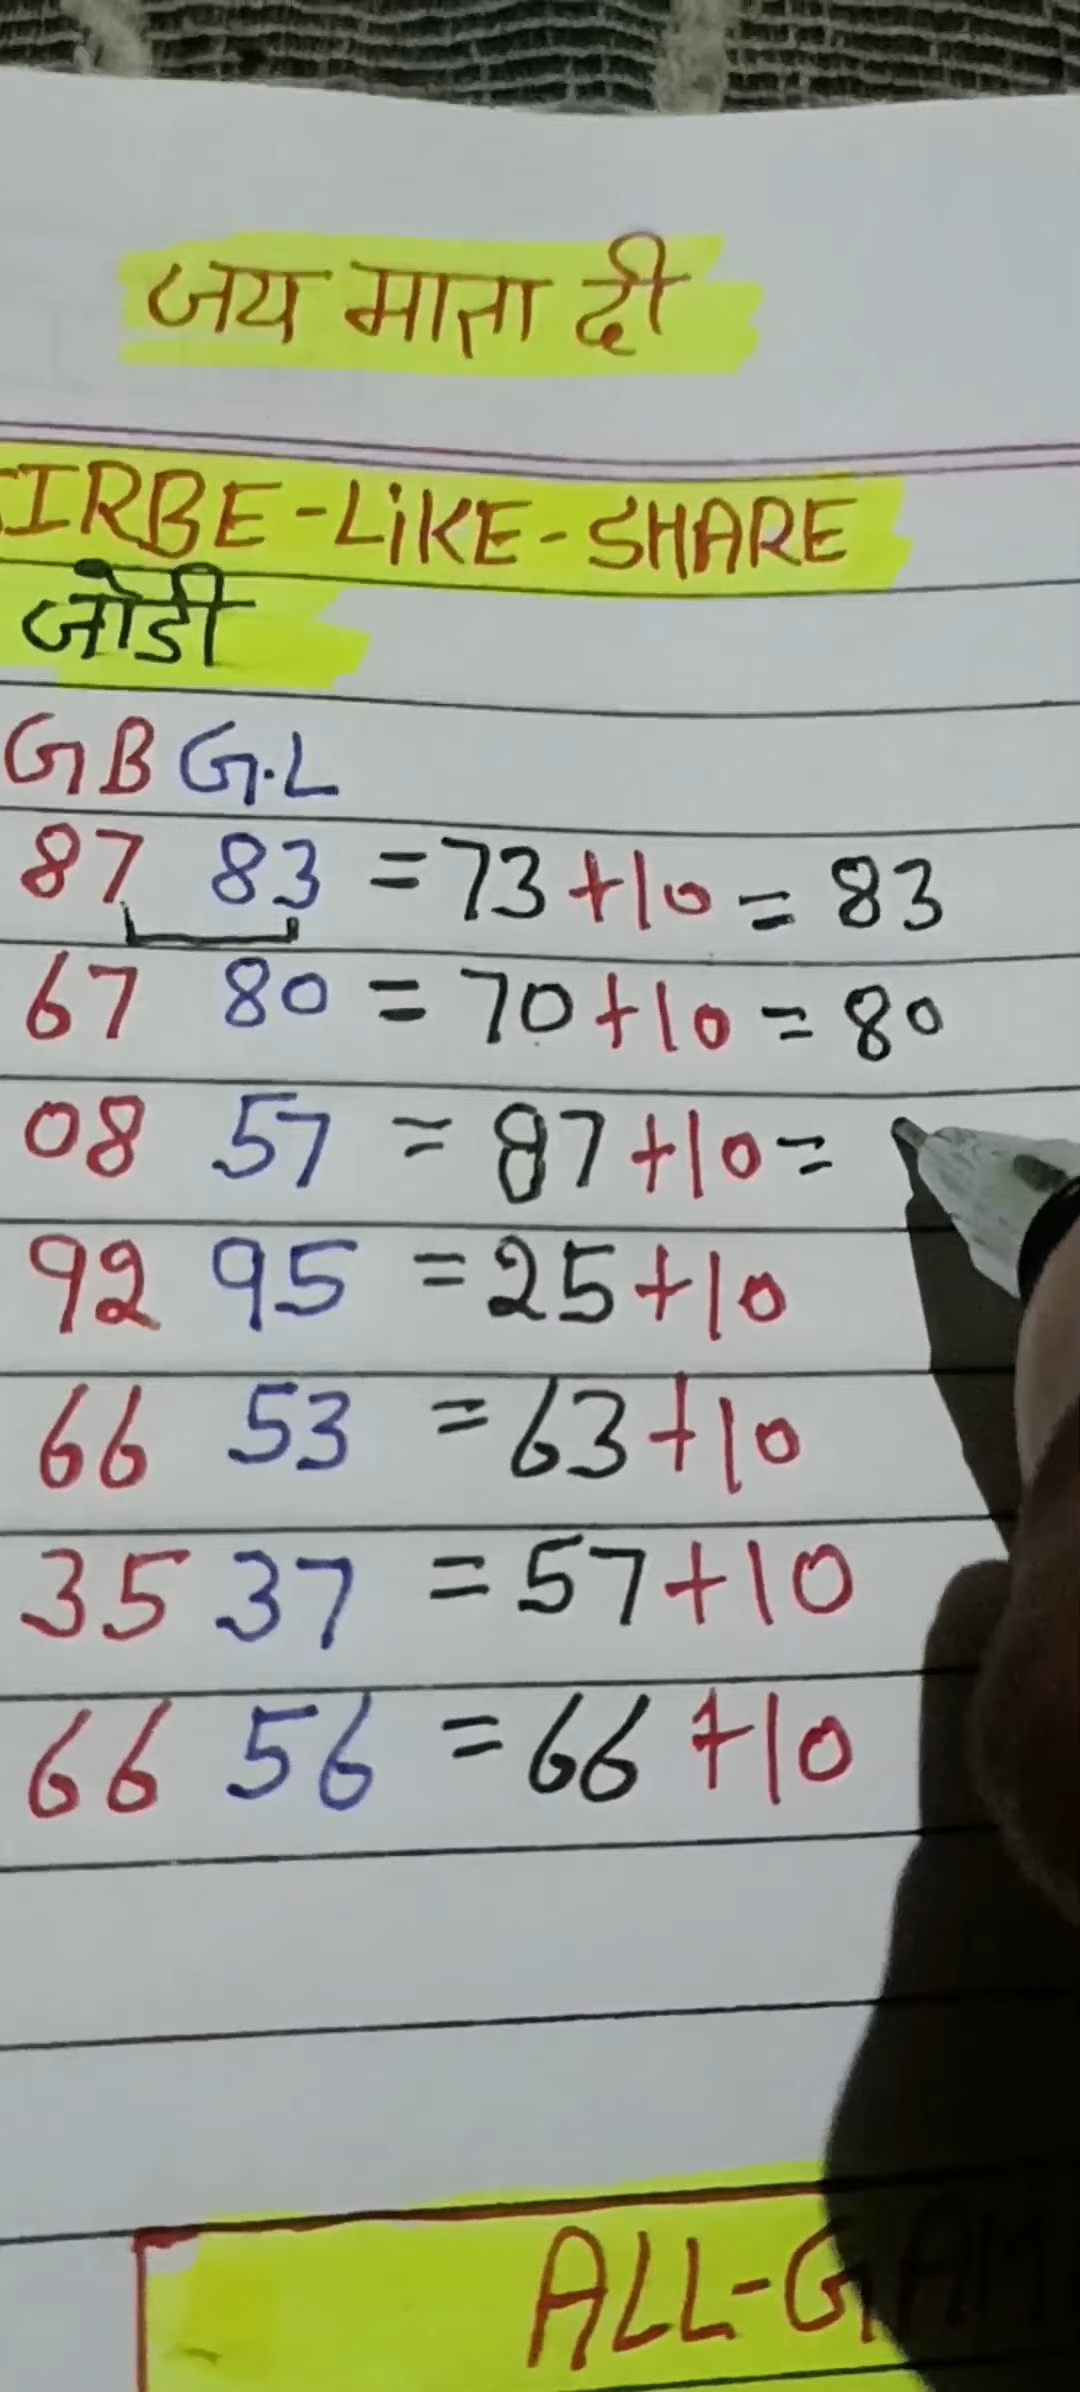 जय माता दी
IRBE-LiKE-SHARE
जोडी
GB G.L
87 83 = 73 +10 = 83
67 80 = 70 +10 = 80
08 57 = 87 +10 =
92 95 = 25 +10
66 53 = 63 +10
35 37 = 57 +10
66 56 = 66 +10
ALL-GAM